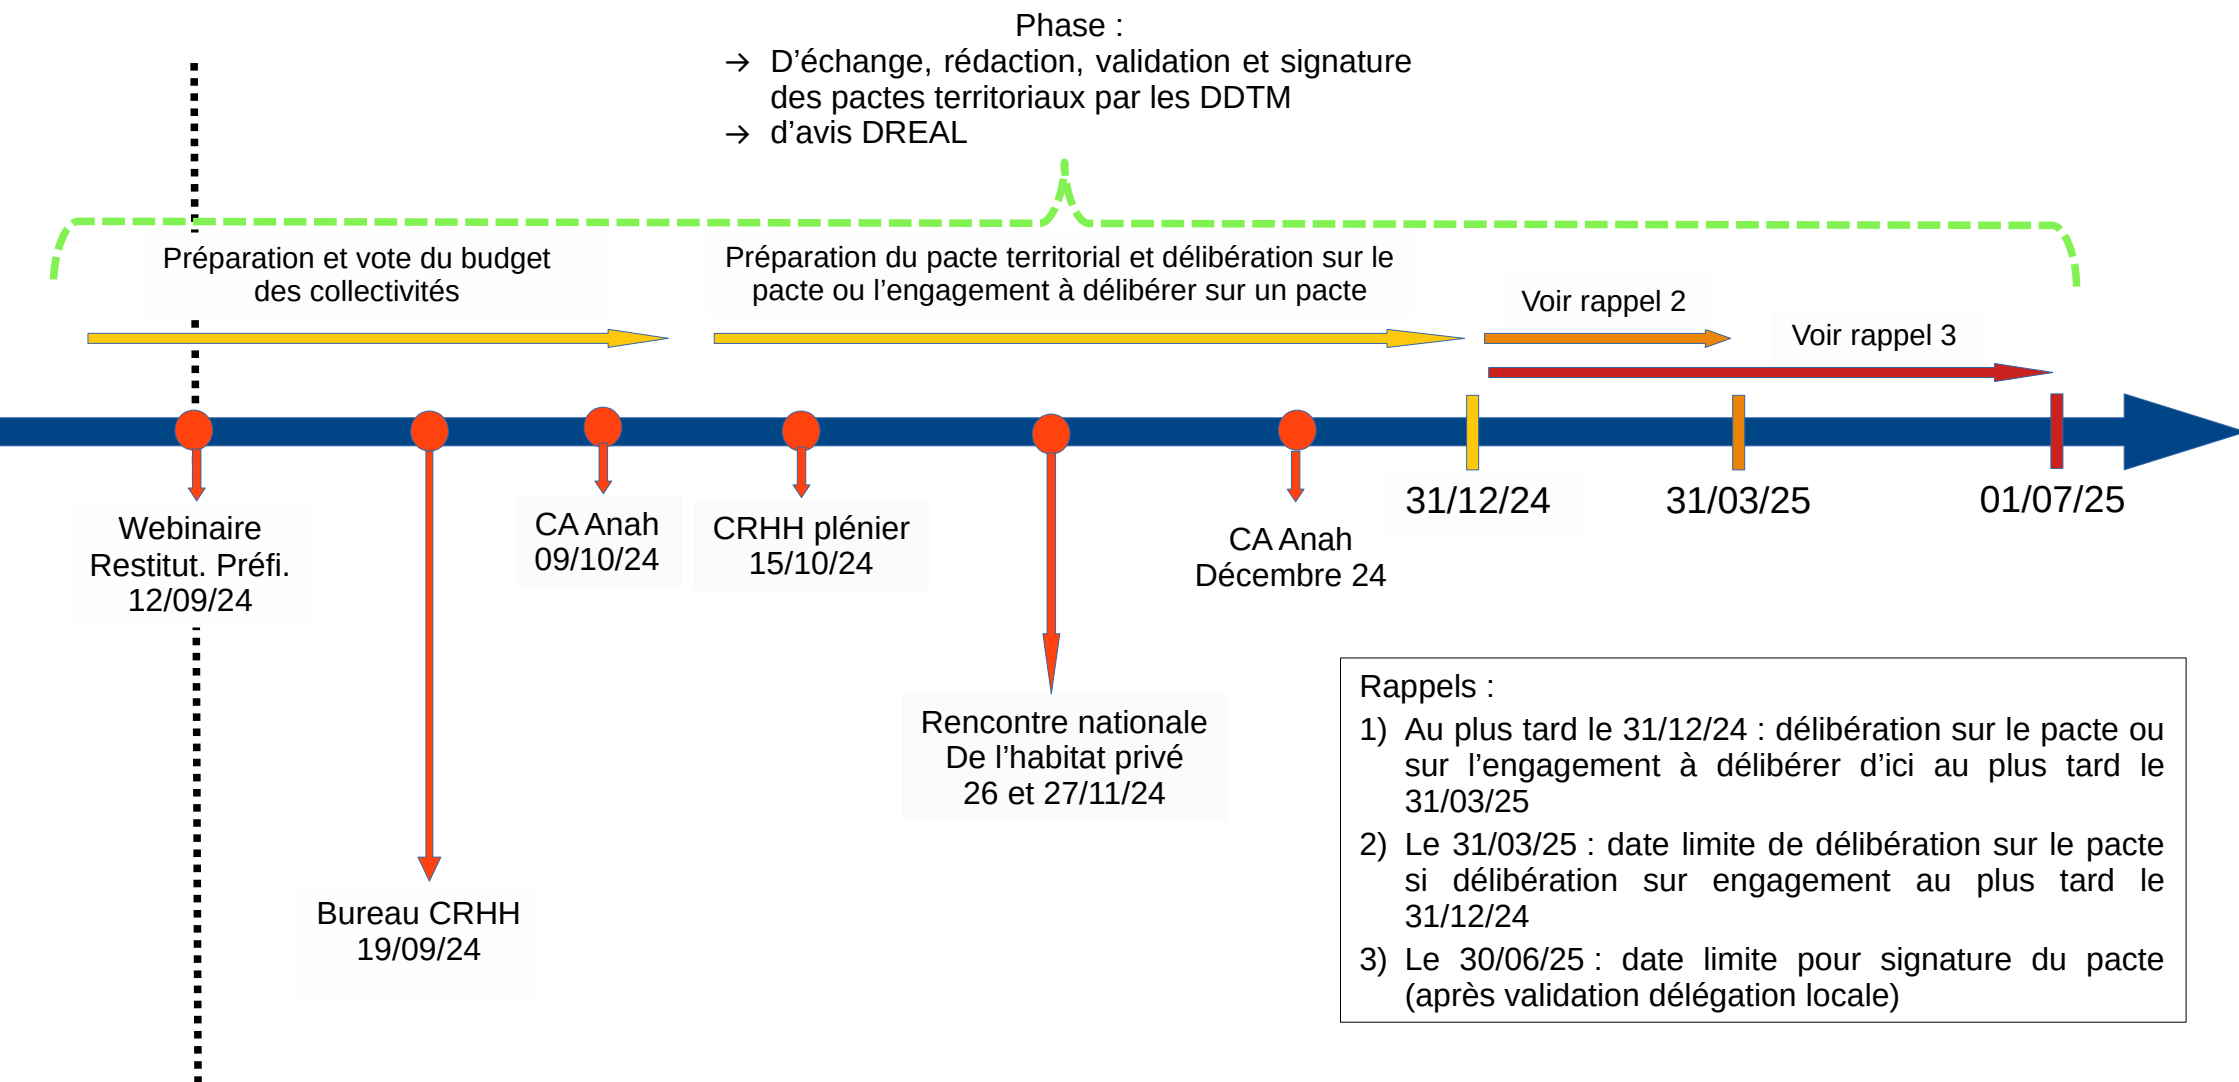 Phase :
→ D’échange, rédaction, validation et signature
des pactes territoriaux par les DDTM
→ d’avis DREAL
Préparation et vote du budget
des collectivités
Préparation du pacte territorial et délibération sur le
pacte ou l’engagement à délibérer sur un pacte
Voir rappel 2
Voir rappel 3
Webinaire
Restitut. Préfi.
12/09/24
Bureau CRHH
19/09/24
CA Anah
09/10/24
CRHH plénier
15/10/24
Rencontre nationale
De l’habitat privé
26 et 27/11/24
CA Anah
Décembre 24
31/12/24
31/03/25
01/07/25
Rappels :
1) Au plus tard le 31/12/24 : délibération sur le pacte ou
sur l’engagement à délibérer d’ici au plus tard le
31/03/25
2) Le 31/03/25 : date limite de délibération sur le pacte
si délibération sur engagement au plus tard le
31/12/24
3) Le 30/06/25 : date limite pour signature du pacte
(après validation délégation locale)